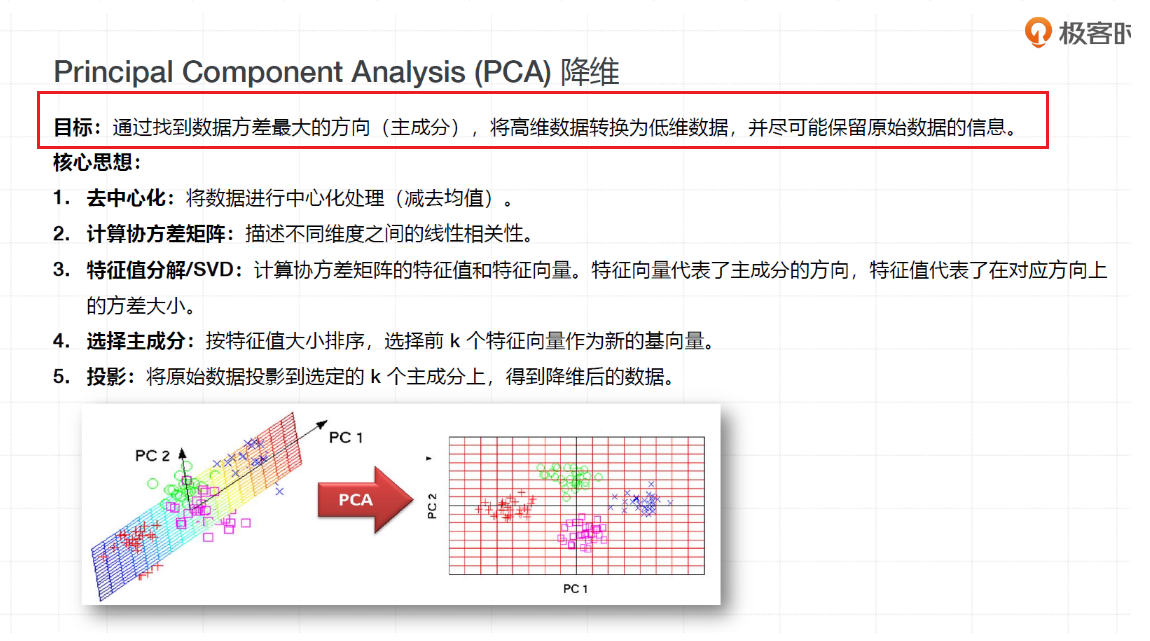 极客时
Principal Component Analysis (PCA) 降维
目标：通过找到数据方差最大的方向（主成分），将高维数据转换为低维数据，并尽可能保留原始数据的信息。
核心思想：
1. 去中心化：将数据进行中心化处理（减去均值）。
2. 计算协方差矩阵：描述不同维度之间的线性相关性。
3. 特征值分解/SVD：计算协方差矩阵的特征值和特征向量。特征向量代表了主成分的方向，特征值代表了在对应方向上
的方差大小。
4. 选择主成分：按特征值大小排序，选择前 k 个特征向量作为新的基向量。
5. 投影：将原始数据投影到选定的 k 个主成分上，得到降维后的数据。
PC 1
PC 2
PCA
PC 2
PC 1